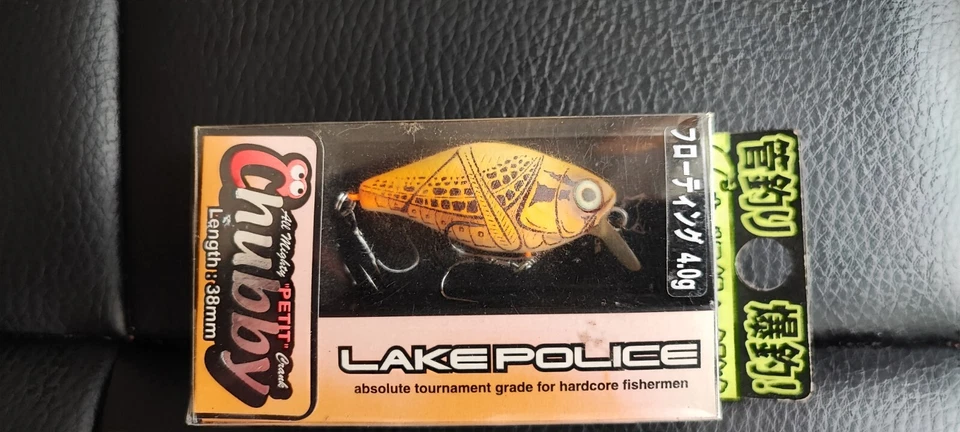 Chubby
All Mighty "PETIT" Crank
Length : 38mm
フローティング 4.0g
LAKE POLICE
absolute tournament grade for hardcore fishermen
管釣り
爆釣!